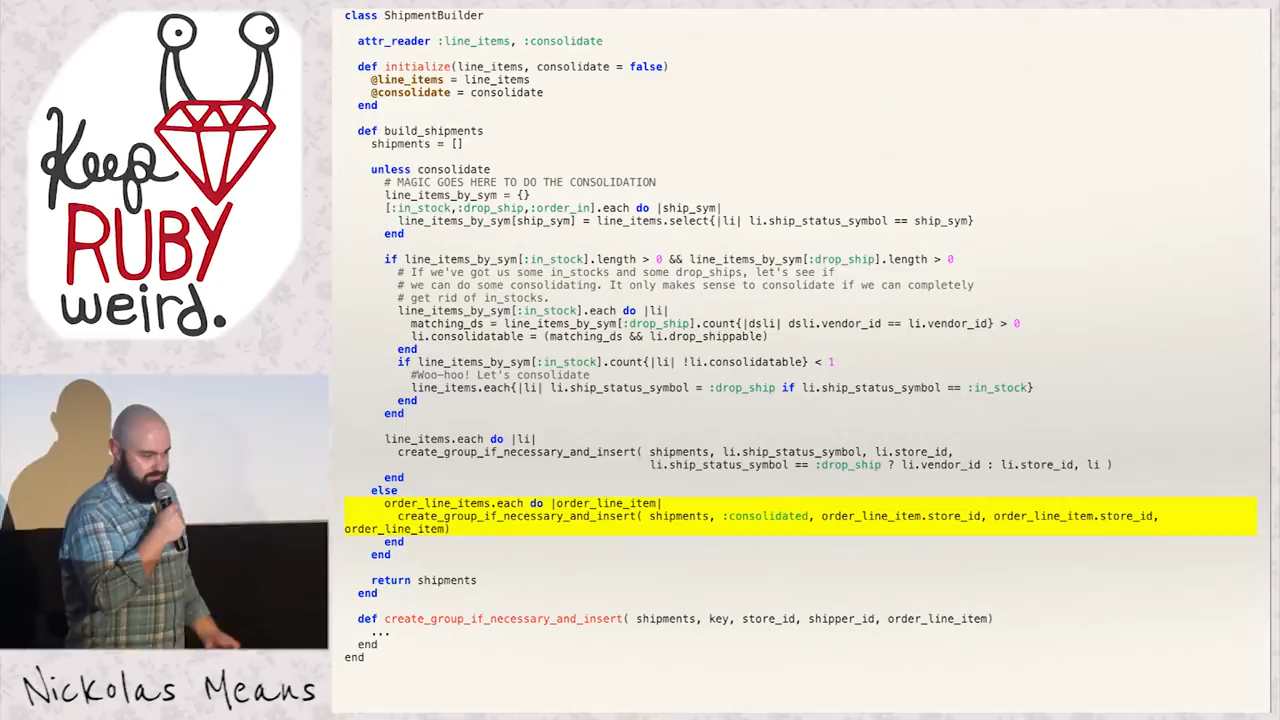 Keep
RUBY
weird.
Nickolas Means
class ShipmentBuilder
attr_reader :line_items, :consolidate
def initialize(line_items, consolidate = false)
@line_items = line_items
@consolidate = consolidate
end
def build_shipments
shipments = []
unless consolidate
# MAGIC GOES HERE TO DO THE CONSOLIDATION
line_items_by_sym = {}
[:in_stock,:drop_ship,:order_in].each do |ship_sym|
line_items_by_sym[ship_sym] = line_items.select{|li| li.ship_status_symbol == ship_sym}
end
if line_items_by_sym[:in_stock].length > 0 && line_items_by_sym[:drop_ship].length > 0
# If we've got us some in_stocks and some drop_ships, let's see if
# we can do some consolidating. It only makes sense to consolidate if we can completely
# get rid of in_stocks.
line_items_by_sym[:in_stock].each do |li|
matching_ds = line_items_by_sym[:drop_ship].count{|dsli| dsli.vendor_id == li.vendor_id} > 0
li.consolidatable = (matching_ds && li.drop_shippable)
end
if line_items_by_sym[:in_stock].count{|li| !li.consolidatable} < 1
#Woo-hoo! Let's consolidate
line_items.each{|li| li.ship_status_symbol = :drop_ship if li.ship_status_symbol == :in_stock}
end
end
line_items.each do |li|
create_group_if_necessary_and_insert( shipments, li.ship_status_symbol, li.store_id,
li.ship_status_symbol == :drop_ship ? li.vendor_id : li.store_id, li )
end
else
order_line_items.each do |order_line_item|
create_group_if_necessary_and_insert( shipments, :consolidated, order_line_item.store_id, order_line_item.store_id,
order_line_item)
end
end
return shipments
end
def create_group_if_necessary_and_insert( shipments, key, store_id, shipper_id, order_line_item)
...
end
end